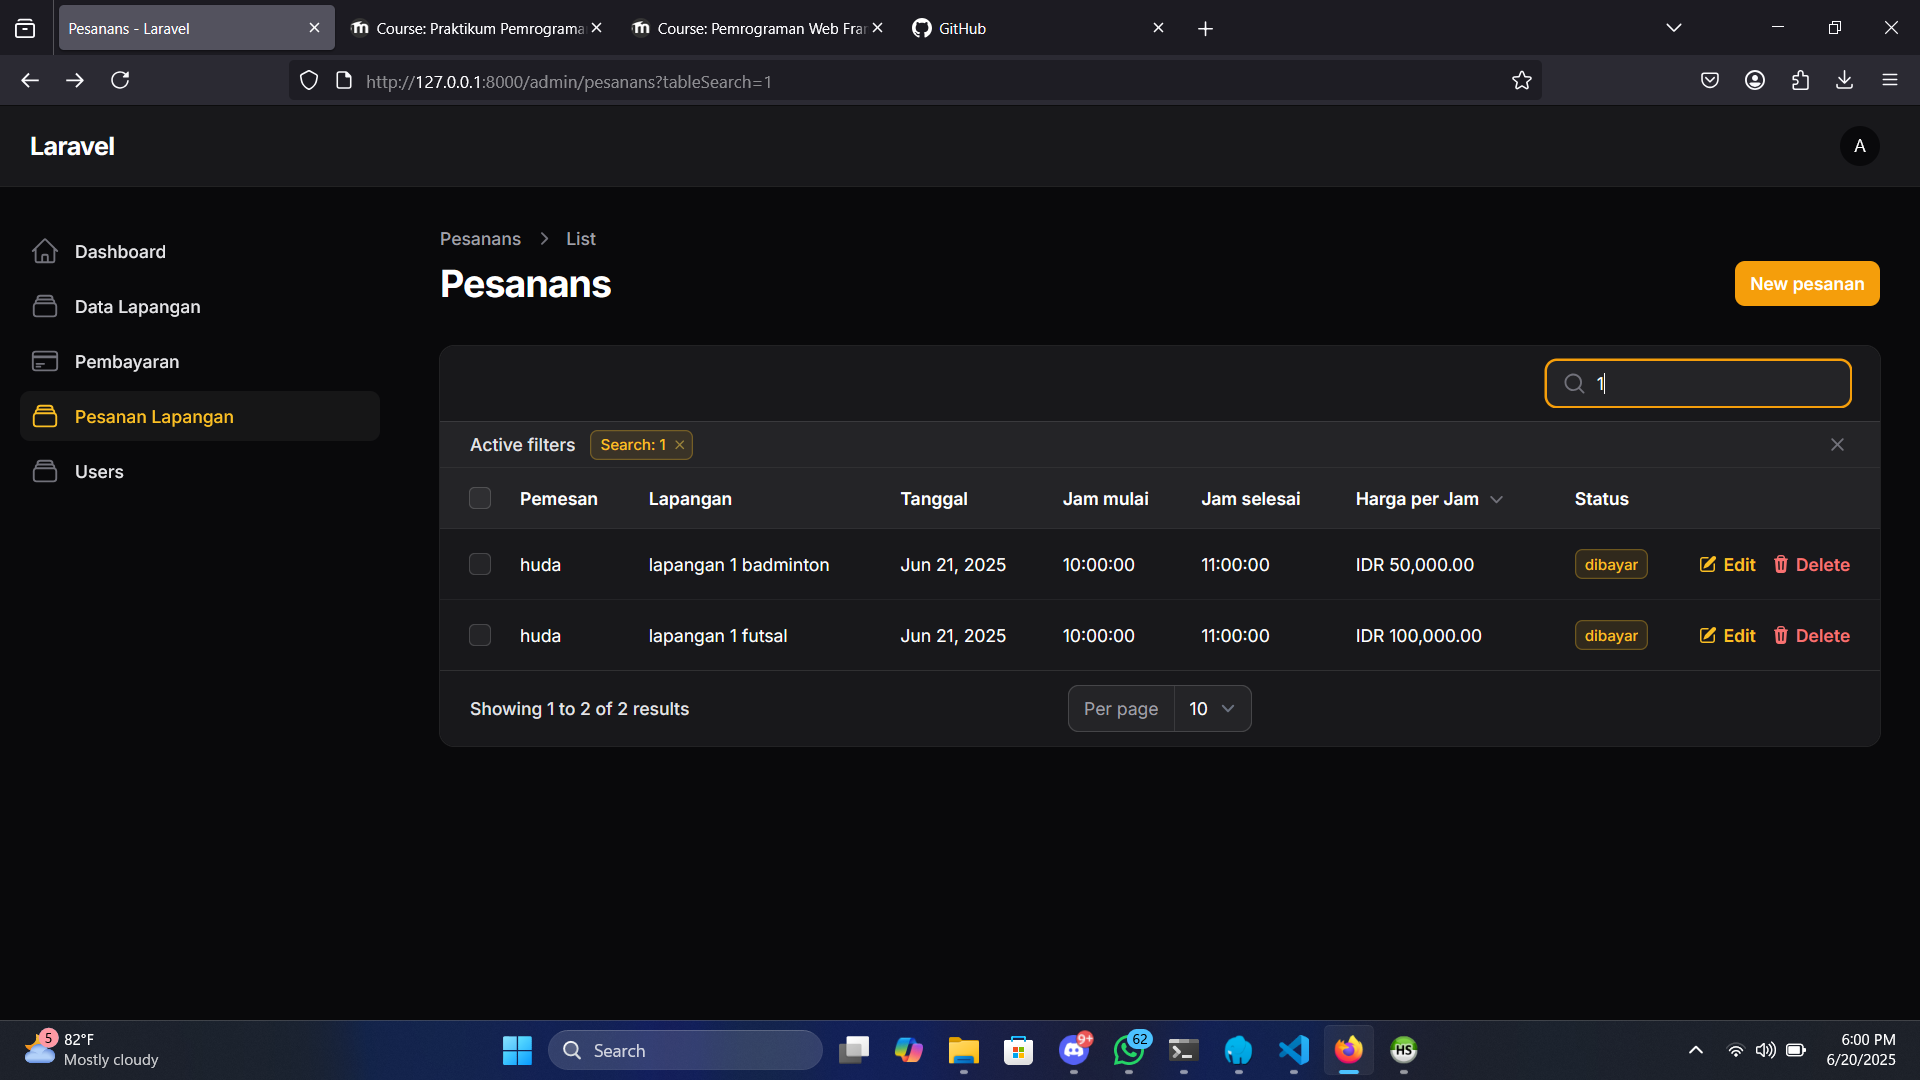 Pesanans - Laravel
Course: Praktikum Pemrograma
Course: Pemrograman Web Fra
GitHub
http://127.0.0.1:8000/admin/pesanans?tableSearch=1
Laravel
A
Dashboard
Data Lapangan
Pembayaran
Pesanan Lapangan
Users
Pesanans > List
Pesanans
New pesanan
1
Active filters Search: 1
Pemesan Lapangan Tanggal Jam mulai Jam selesai Harga per Jam Status
huda lapangan 1 badminton Jun 21, 2025 10:00:00 11:00:00 IDR 50,000.00 dibayar Edit Delete
huda lapangan 1 futsal Jun 21, 2025 10:00:00 11:00:00 IDR 100,000.00 dibayar Edit Delete
Showing 1 to 2 of 2 results Per page 10
5
82°F
Mostly cloudy
Search
9+
62
HS
6:00 PM
6/20/2025